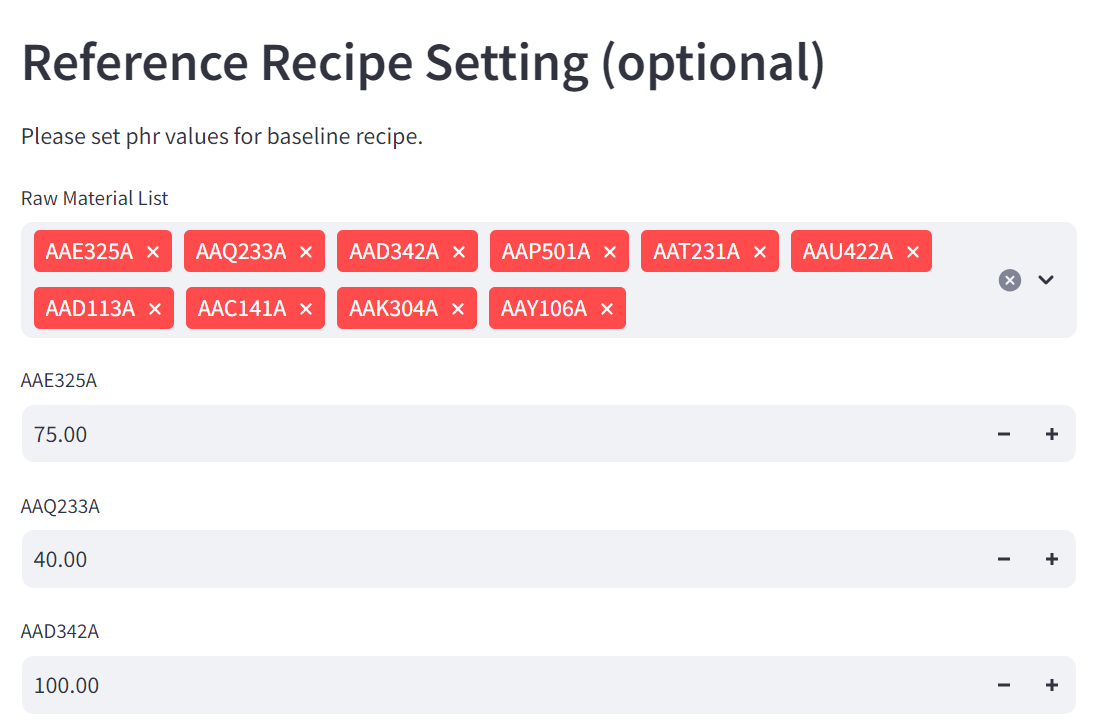 Reference Recipe Setting (optional)
Please set phr values for baseline recipe.
Raw Material List
AAE325A × AAQ233A × AAD342A × AAP501A × AAT231A × AAU422A ×
AAD113A × AAC141A × AAK304A × AAY106A ×
AAE325A
75.00
AAQ233A
40.00
AAD342A
100.00